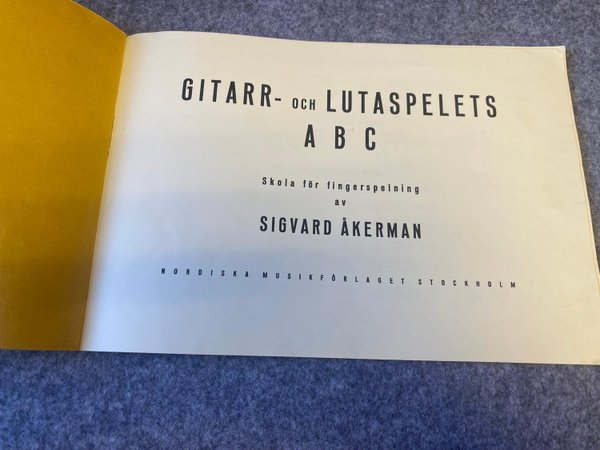 GITARR- OCH LUTASPELETS
A B C
Skola för fingerspelning
av
SIGVARD ÅKERMAN
NORDISKA MUSIKFÖRLAGET STOCKHOLM